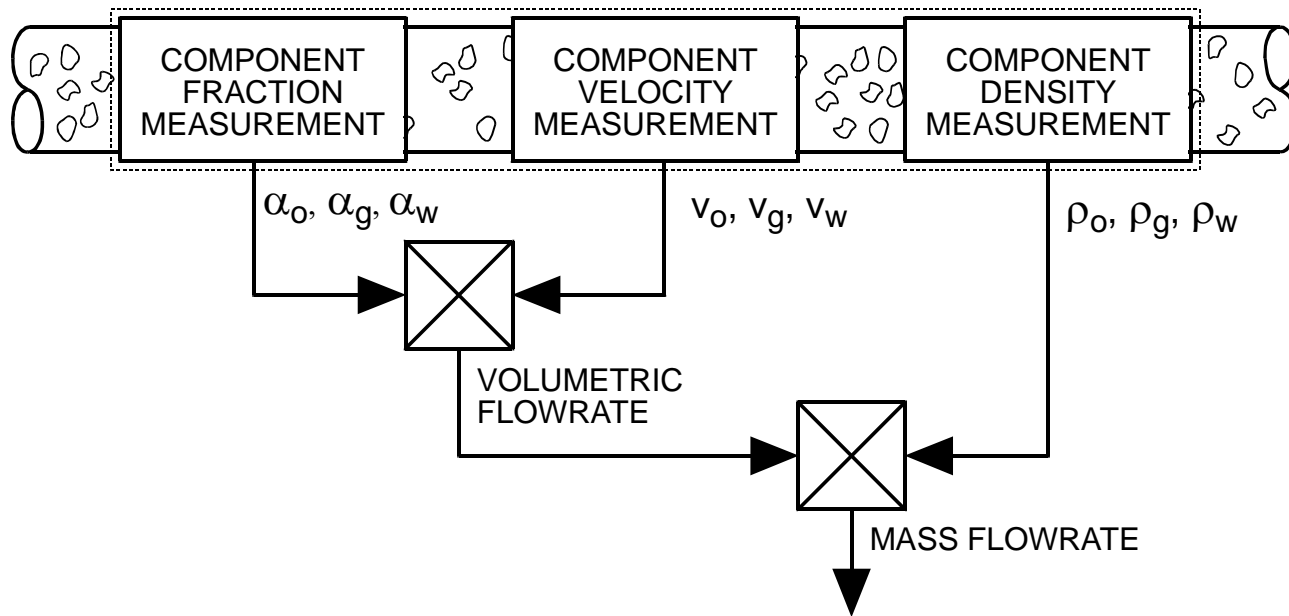 COMPONENT
FRACTION
MEASUREMENT
COMPONENT
VELOCITY
MEASUREMENT
COMPONENT
DENSITY
MEASUREMENT
αo, αg, αw
vo, vg, vw
ρo, ρg, ρw
VOLUMETRIC
FLOWRATE
MASS FLOWRATE